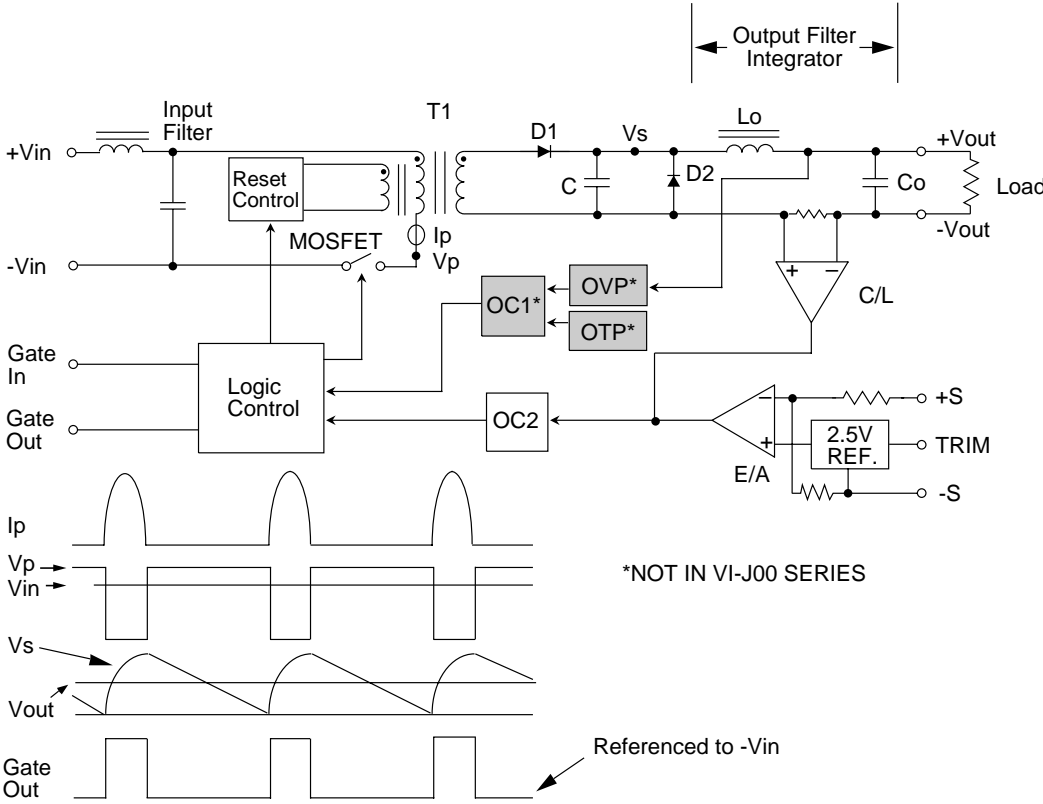 Output Filter
Integrator
Input
Filter
T1
D1
Vs
Lo
+Vin
+Vout
Reset
Control
C
D2
Co
Load
MOSFET
Ip
Vp
-Vin
-Vout
OC1*
OVP*
OTP*
+ −
C/L
Gate
In
Logic
Control
Gate
Out
OC2
−
+
E/A
2.5V
REF.
+S
TRIM
-S
Ip
Vp
Vin
*NOT IN VI-J00 SERIES
Vs
Vout
Gate
Out
Referenced to -Vin